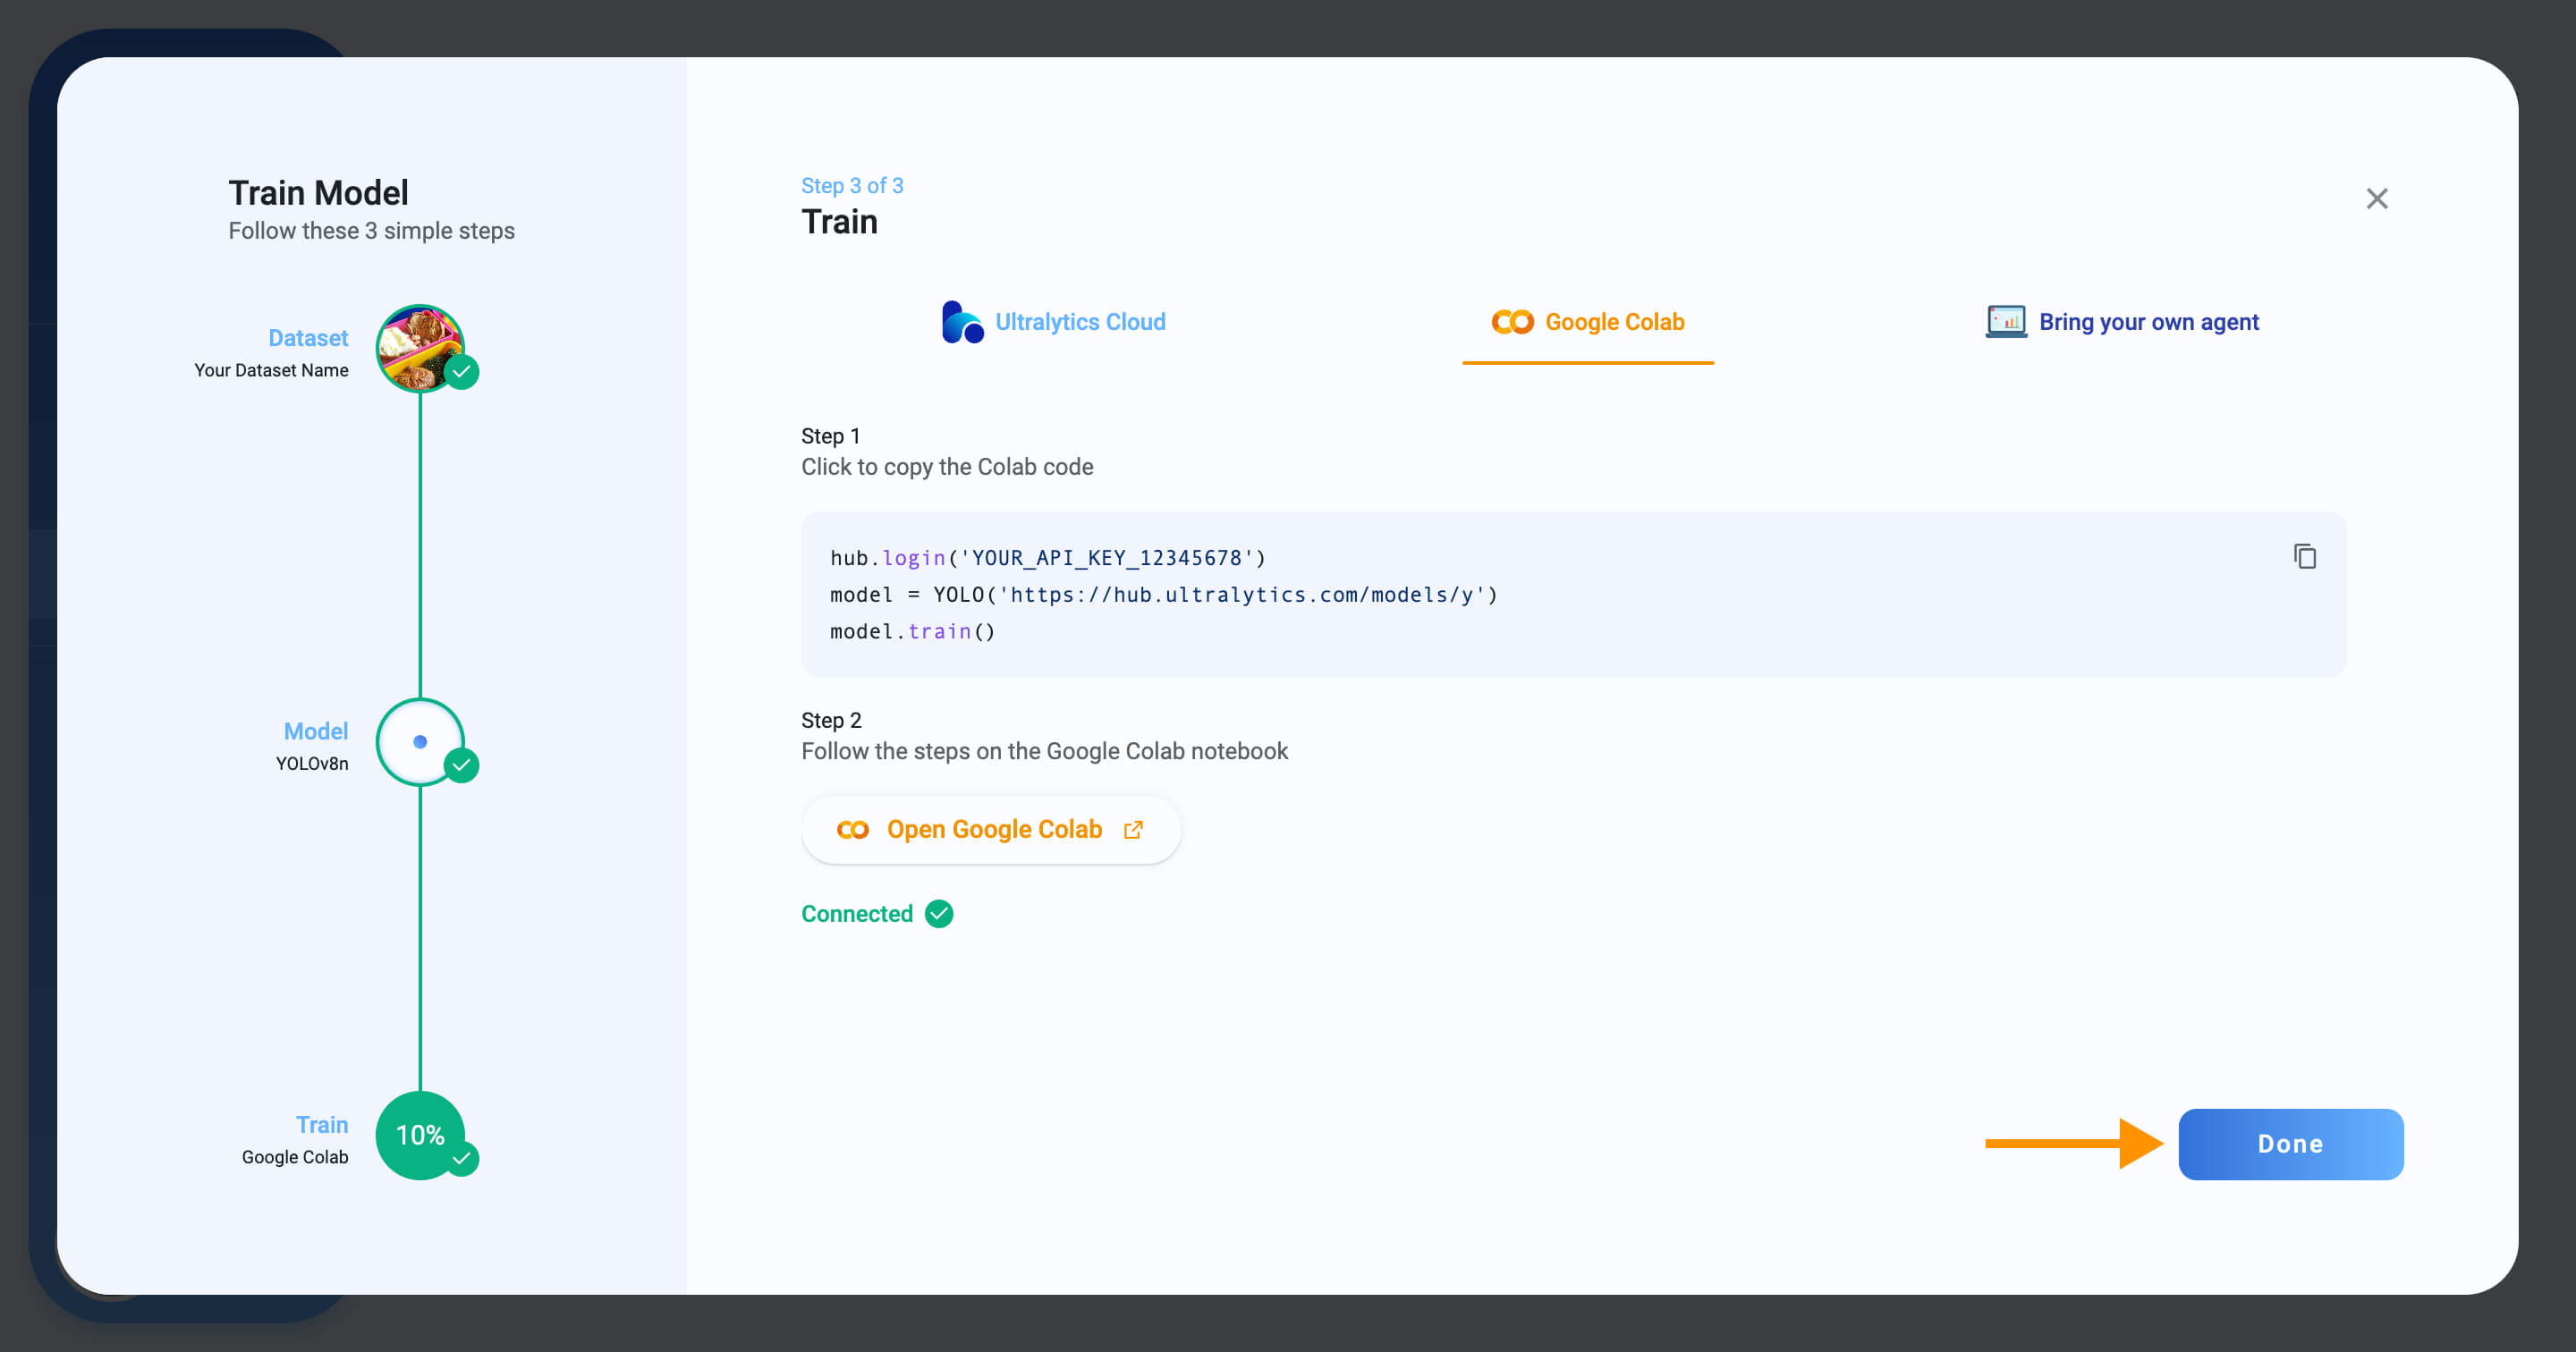 Train Model
Follow these 3 simple steps
Dataset
Your Dataset Name
Model
YOLOv8n
Train
Google Colab
10%
Step 3 of 3
Train
Ultralytics Cloud
Google Colab
Bring your own agent
Step 1
Click to copy the Colab code
hub.login('YOUR_API_KEY_12345678')
model = YOLO('https://hub.ultralytics.com/models/y')
model.train()
Step 2
Follow the steps on the Google Colab notebook
Open Google Colab
Connected
Done